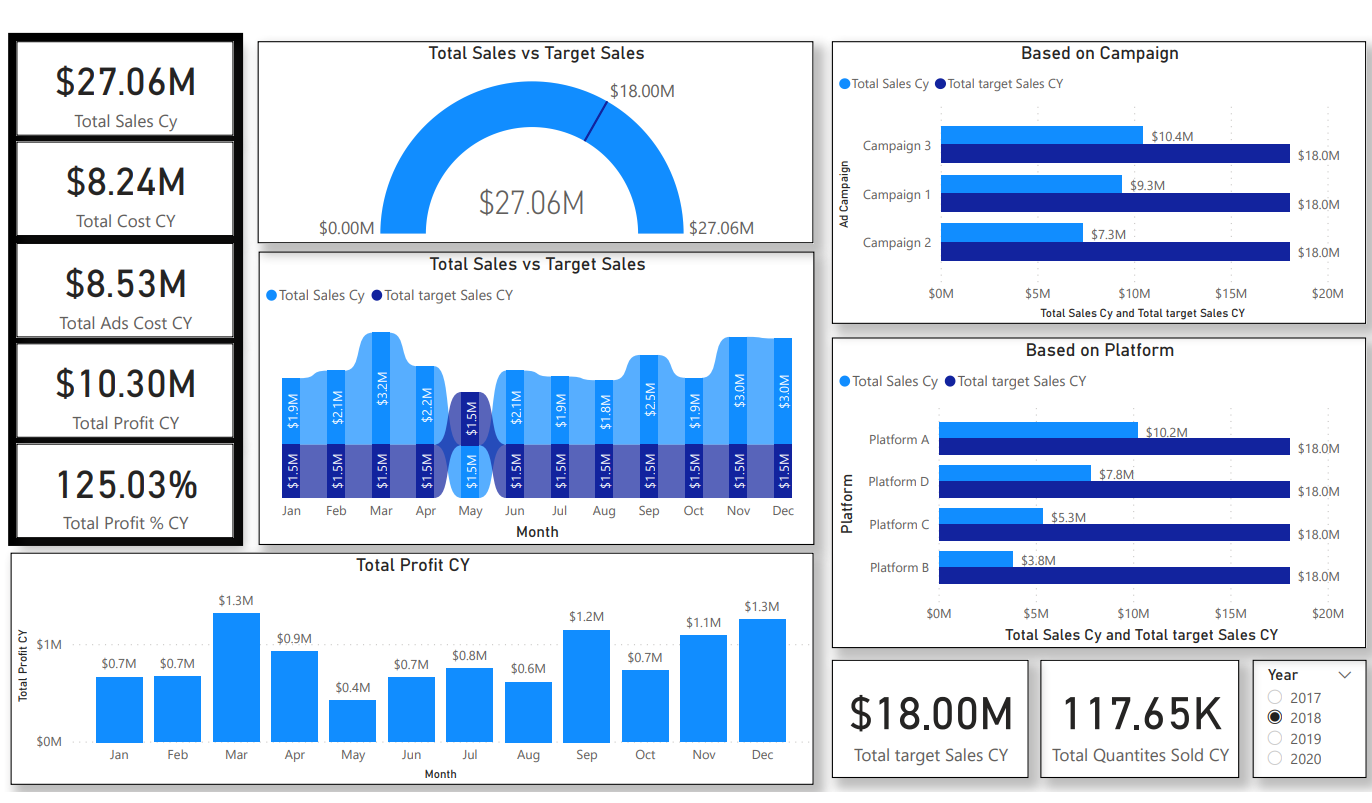 $27.06M
Total Sales Cy
$8.24M
Total Cost CY
$8.53M
Total Ads Cost CY
$10.30M
Total Profit CY
125.03%
Total Profit % CY
Total Sales vs Target Sales
$18.00M
$27.06M
$0.00M
$27.06M
Total Sales vs Target Sales
Total Sales Cy Total target Sales CY
$1.9M $2.1M $3.2M $2.2M $1.5M $2.1M $1.9M $1.8M $2.5M $1.9M $3.0M $3.0M
$1.5M $1.5M $1.5M $1.5M $1.5M $1.5M $1.5M $1.5M $1.5M $1.5M $1.5M $1.5M
Jan Feb Mar Apr May Jun Jul Aug Sep Oct Nov Dec
Month
Total Profit CY
Total Profit CY
$1M
$0M
$0.7M $0.7M $1.3M $0.9M $0.4M $0.7M $0.8M $0.6M $1.2M $0.7M $1.1M $1.3M
Jan Feb Mar Apr May Jun Jul Aug Sep Oct Nov Dec
Month
Based on Campaign
Total Sales Cy Total target Sales CY
Ad Campaign
Campaign 3 $10.4M
$18.0M
Campaign 1 $9.3M
$18.0M
Campaign 2 $7.3M
$18.0M
$0M $5M $10M $15M $20M
Total Sales Cy and Total target Sales CY
Based on Platform
Total Sales Cy Total target Sales CY
Platform
Platform A $10.2M
$18.0M
Platform D $7.8M
$18.0M
Platform C $5.3M
$18.0M
Platform B $3.8M
$18.0M
$0M $5M $10M $15M $20M
Total Sales Cy and Total target Sales CY
$18.00M
Total target Sales CY
117.65K
Total Quantites Sold CY
Year
2017
2018
2019
2020